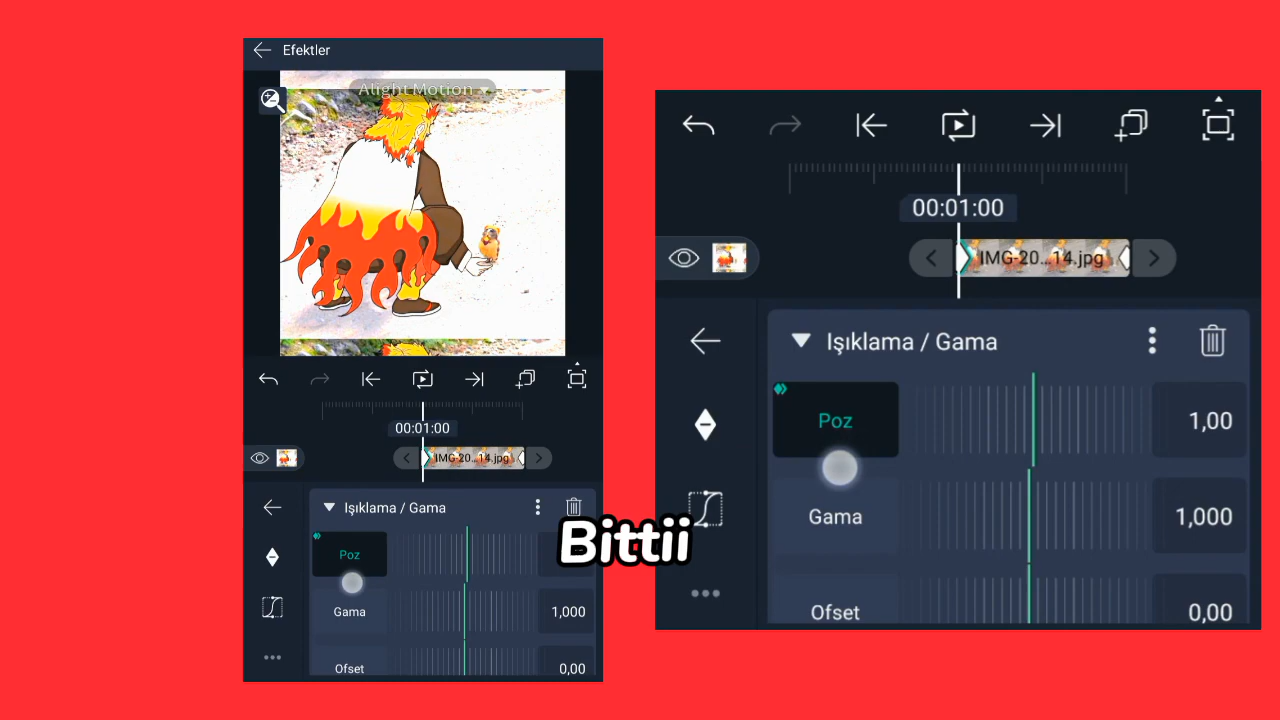 Efektler
Alight Motion
00:01:00
IMG-20...14.jpg
Işıklama / Gama
Poz
Gama
1,000
Ofset
0,00
Bittii
00:01:00
IMG-20...14.jpg
Işıklama / Gama
Poz
1,00
Gama
1,000
Ofset
0,00